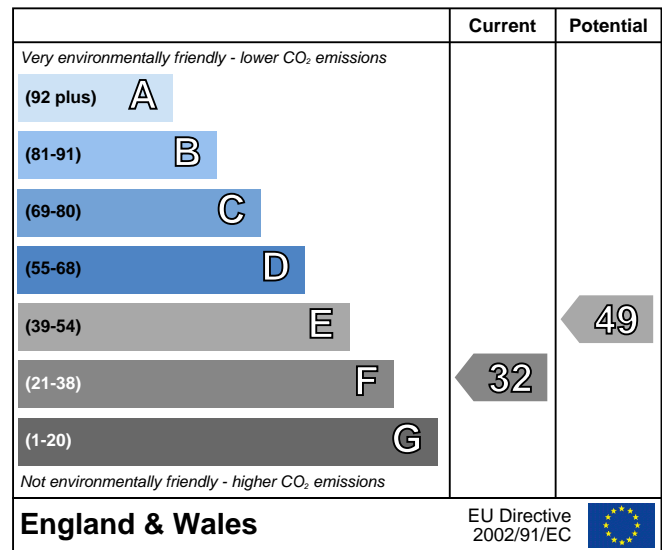 Current Potential
Very environmentally friendly - lower CO₂ emissions
(92 plus) A
(81-91) B
(69-80) C
(55-68) D
(39-54) E
49
(21-38) F
32
(1-20) G
Not environmentally friendly - higher CO₂ emissions
England & Wales
EU Directive
2002/91/EC